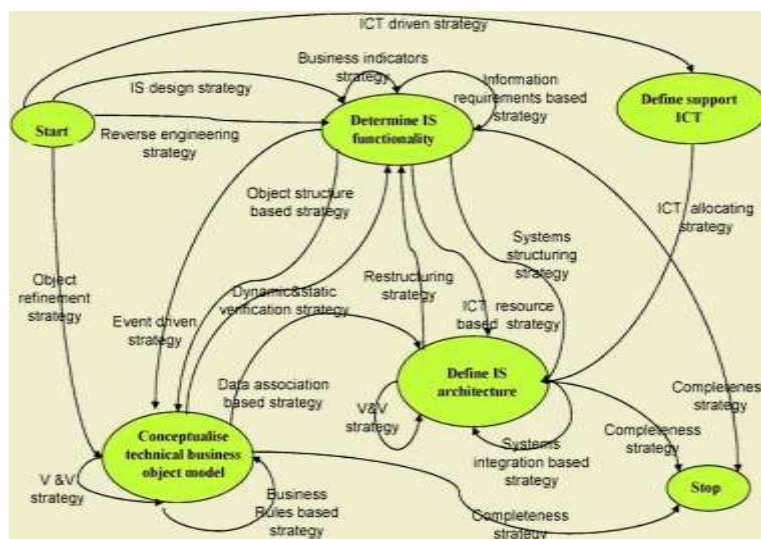 ICT driven strategy
Business indicators
strategy
IS design strategy
Information
requirements based
strategy
Define support
ICT
Start
Determine IS
functionality
Reverse engineering
strategy
Object structure
based strategy
ICT allocating
strategy
Systems
structuring
strategy
Object
refinement
strategy
Dynamic&static
verification strategy
Restructuring
strategy
ICT resource
based strategy
Event driven
strategy
Define IS
architecture
Data association
based strategy
V&V
strategy
Completeness
strategy
Completeness
strategy
Conceptualise
technical business
object model
Systems
integration based
strategy
V &V
strategy
Stop
Business
Rules based
strategy
Completeness
strategy